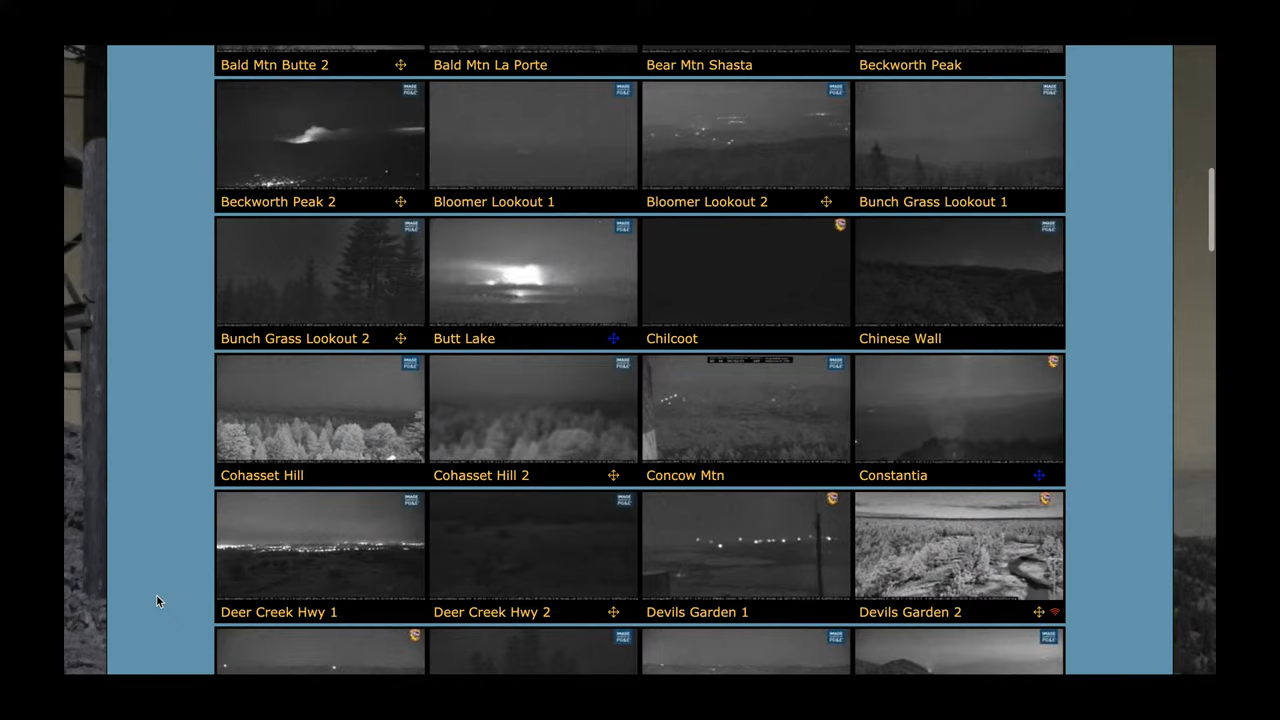 Bald Mtn Butte 2
Bald Mtn La Porte
Bear Mtn Shasta
Beckworth Peak
Beckworth Peak 2
Bloomer Lookout 1
Bloomer Lookout 2
Bunch Grass Lookout 1
Bunch Grass Lookout 2
Butt Lake
Chilcoot
Chinese Wall
Cohasset Hill
Cohasset Hill 2
Concow Mtn
Constantia
Deer Creek Hwy 1
Deer Creek Hwy 2
Devils Garden 1
Devils Garden 2